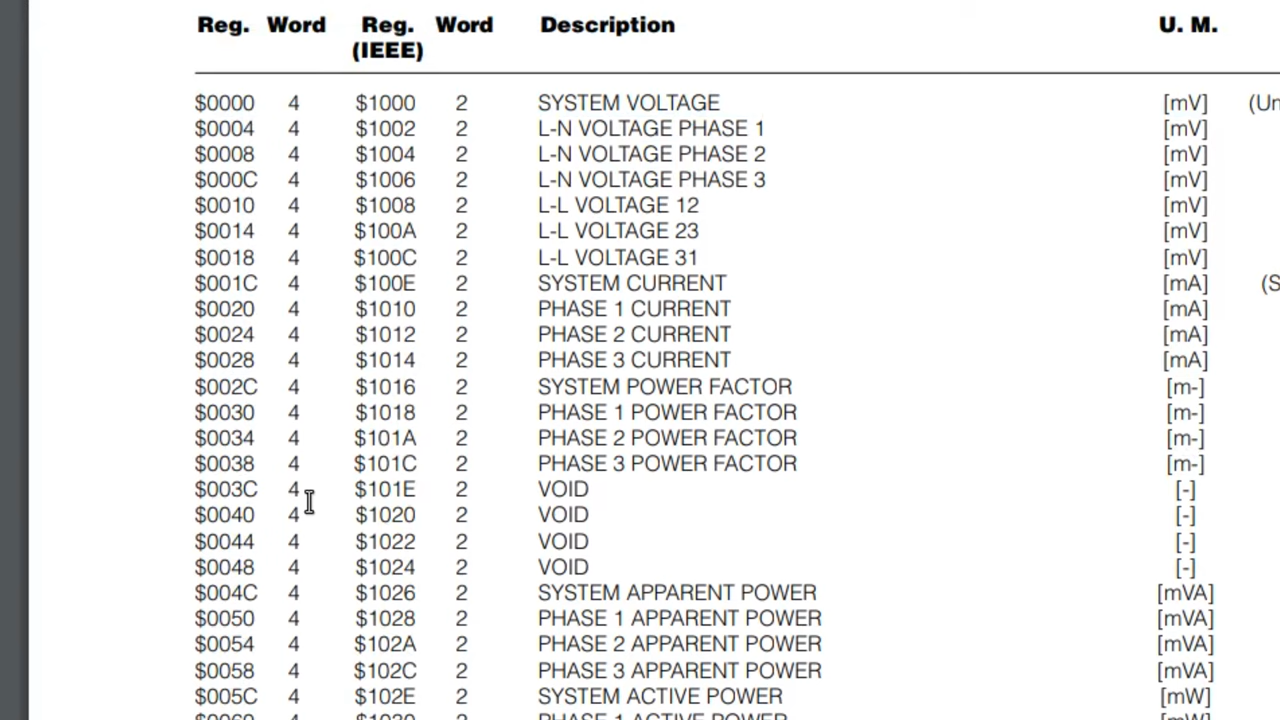 Reg. Word Reg. (IEEE) Word Description U. M.
$0000 4 $1000 2 SYSTEM VOLTAGE [mV]
$0004 4 $1002 2 L-N VOLTAGE PHASE 1 [mV]
$0008 4 $1004 2 L-N VOLTAGE PHASE 2 [mV]
$000C 4 $1006 2 L-N VOLTAGE PHASE 3 [mV]
$0010 4 $1008 2 L-L VOLTAGE 12 [mV]
$0014 4 $100A 2 L-L VOLTAGE 23 [mV]
$0018 4 $100C 2 L-L VOLTAGE 31 [mV]
$001C 4 $100E 2 SYSTEM CURRENT [mA] (S
$0020 4 $1010 2 PHASE 1 CURRENT [mA]
$0024 4 $1012 2 PHASE 2 CURRENT [mA]
$0028 4 $1014 2 PHASE 3 CURRENT [mA]
$002C 4 $1016 2 SYSTEM POWER FACTOR [m-]
$0030 4 $1018 2 PHASE 1 POWER FACTOR [m-]
$0034 4 $101A 2 PHASE 2 POWER FACTOR [m-]
$0038 4 $101C 2 PHASE 3 POWER FACTOR [m-]
$003C 4 $101E 2 VOID [-]
$0040 4 $1020 2 VOID [-]
$0044 4 $1022 2 VOID [-]
$0048 4 $1024 2 VOID [-]
$004C 4 $1026 2 SYSTEM APPARENT POWER [mVA]
$0050 4 $1028 2 PHASE 1 APPARENT POWER [mVA]
$0054 4 $102A 2 PHASE 2 APPARENT POWER [mVA]
$0058 4 $102C 2 PHASE 3 APPARENT POWER [mVA]
$005C 4 $102E 2 SYSTEM ACTIVE POWER [mW]
$0060 4 $1030 2 PHASE 1 ACTIVE POWER [mW]